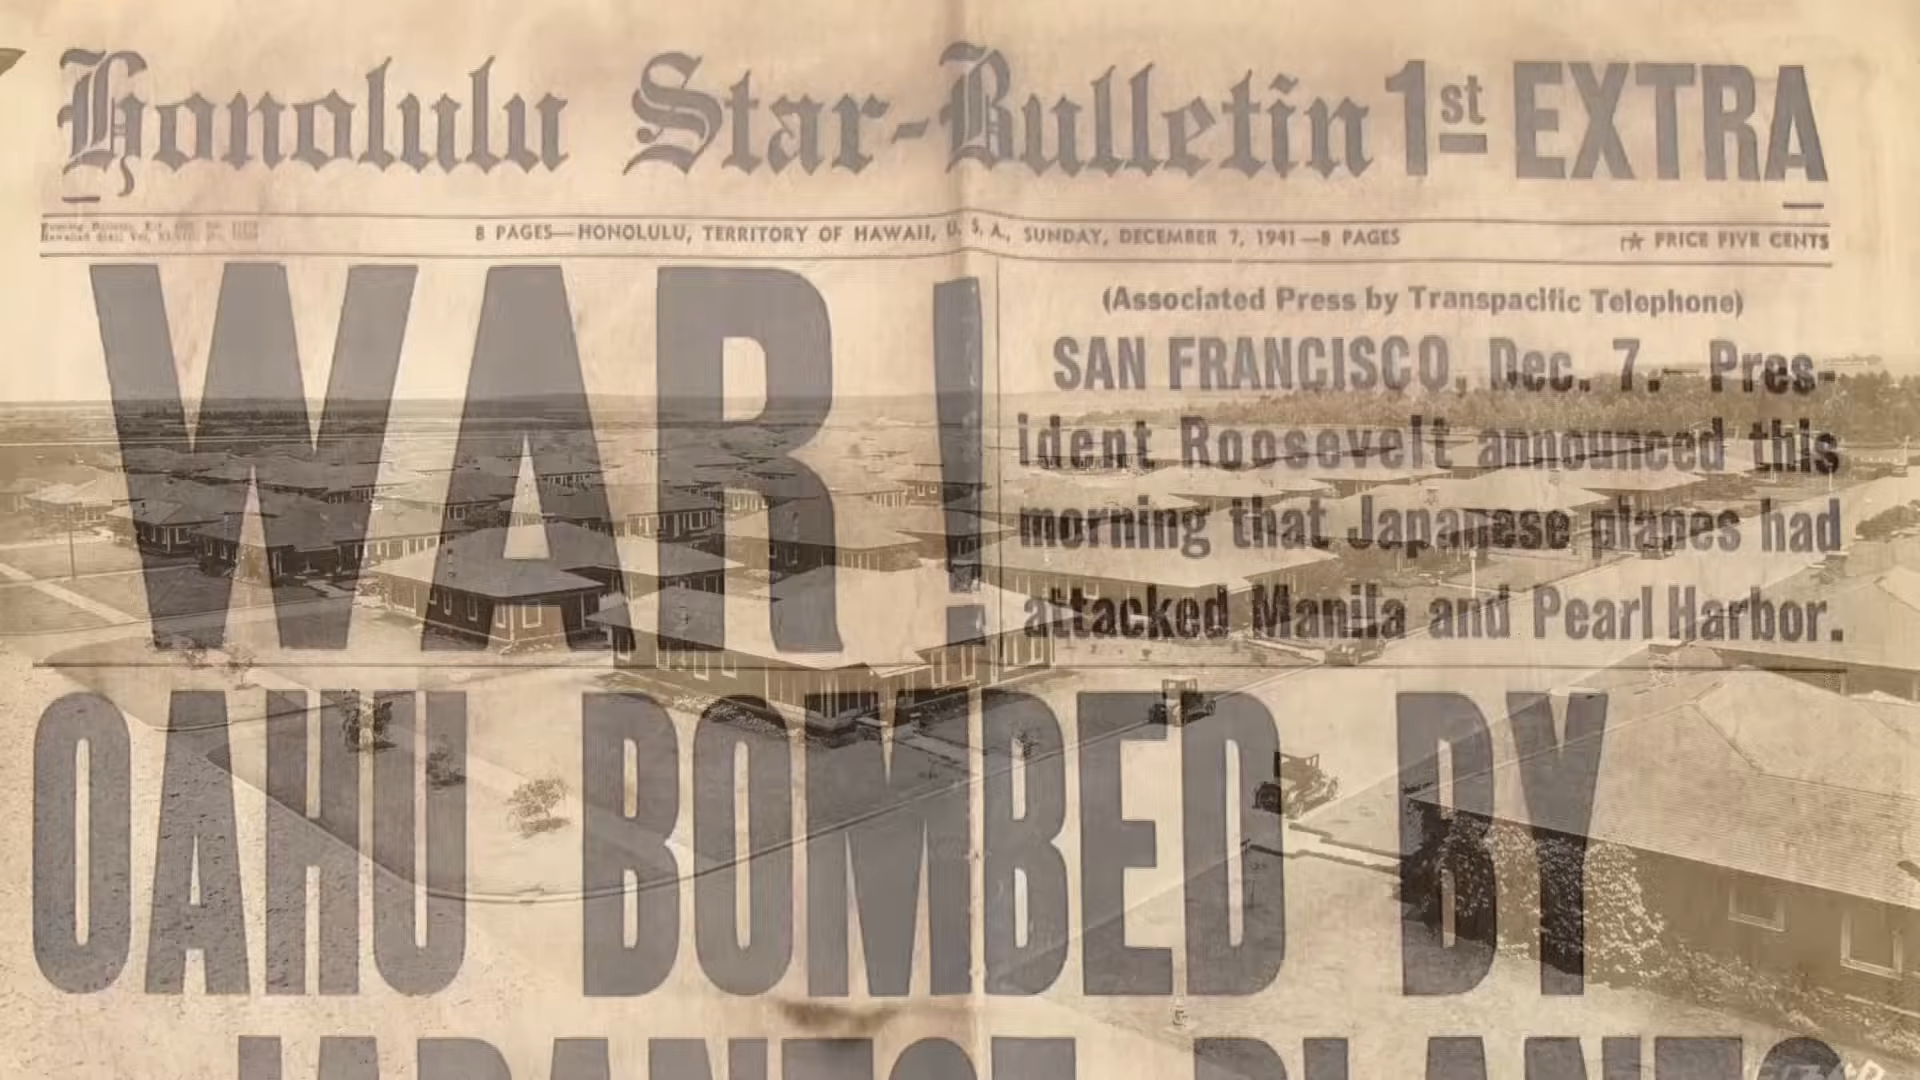 Honolulu Star-Bulletin 1st EXTRA
8 PAGES—HONOLULU, TERRITORY OF HAWAII, U. S. A., SUNDAY, DECEMBER 7, 1941—8 PAGES
☆ PRICE FIVE CENTS
WAR!
(Associated Press by Transpacific Telephone)
SAN FRANCISCO, Dec. 7.—Pres-
ident Roosevelt announced this
morning that Japanese planes had
attacked Manila and Pearl Harbor.
OAHU BOMBED BY
JAPANESE PLANES